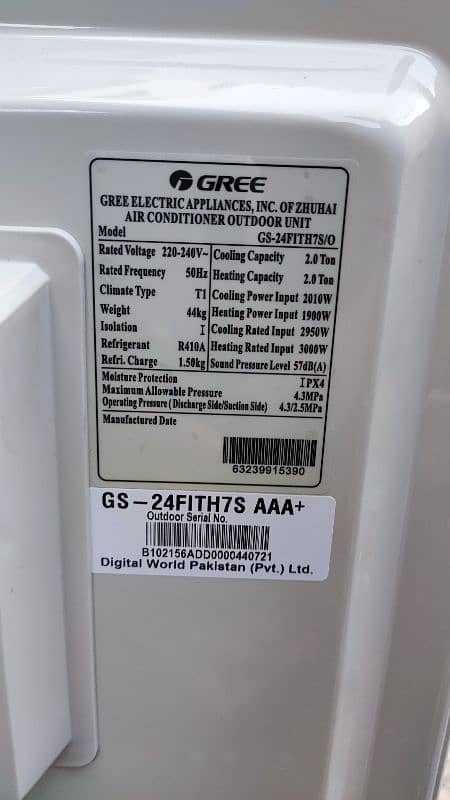 GREE
GREE ELECTRIC APPLIANCES, INC. OF ZHUHAI
AIR CONDITIONER OUTDOOR UNIT
Model GS-24FITH7S/O
Rated Voltage 220-240V~ Cooling Capacity 2.0 Ton
Rated Frequency 50Hz Heating Capacity 2.0 Ton
Climate Type T1 Cooling Power Input 2010W
Weight 44kg Heating Power Input 1900W
Isolation I Cooling Rated Input 2950W
Refrigerant R410A Heating Rated Input 3000W
Refri. Charge 1.50kg Sound Pressure Level 57dB(A)
Moisture Protection IPX4
Maximum Allowable Pressure 4.3MPa
Operating Pressure (Discharge Side/Suction Side) 4.3/2.5MPa
Manufactured Date
63239915390
GS-24FITH7S AAA+
Outdoor Serial No.
B102156ADD0000440721
Digital World Pakistan (Pvt.) Ltd.